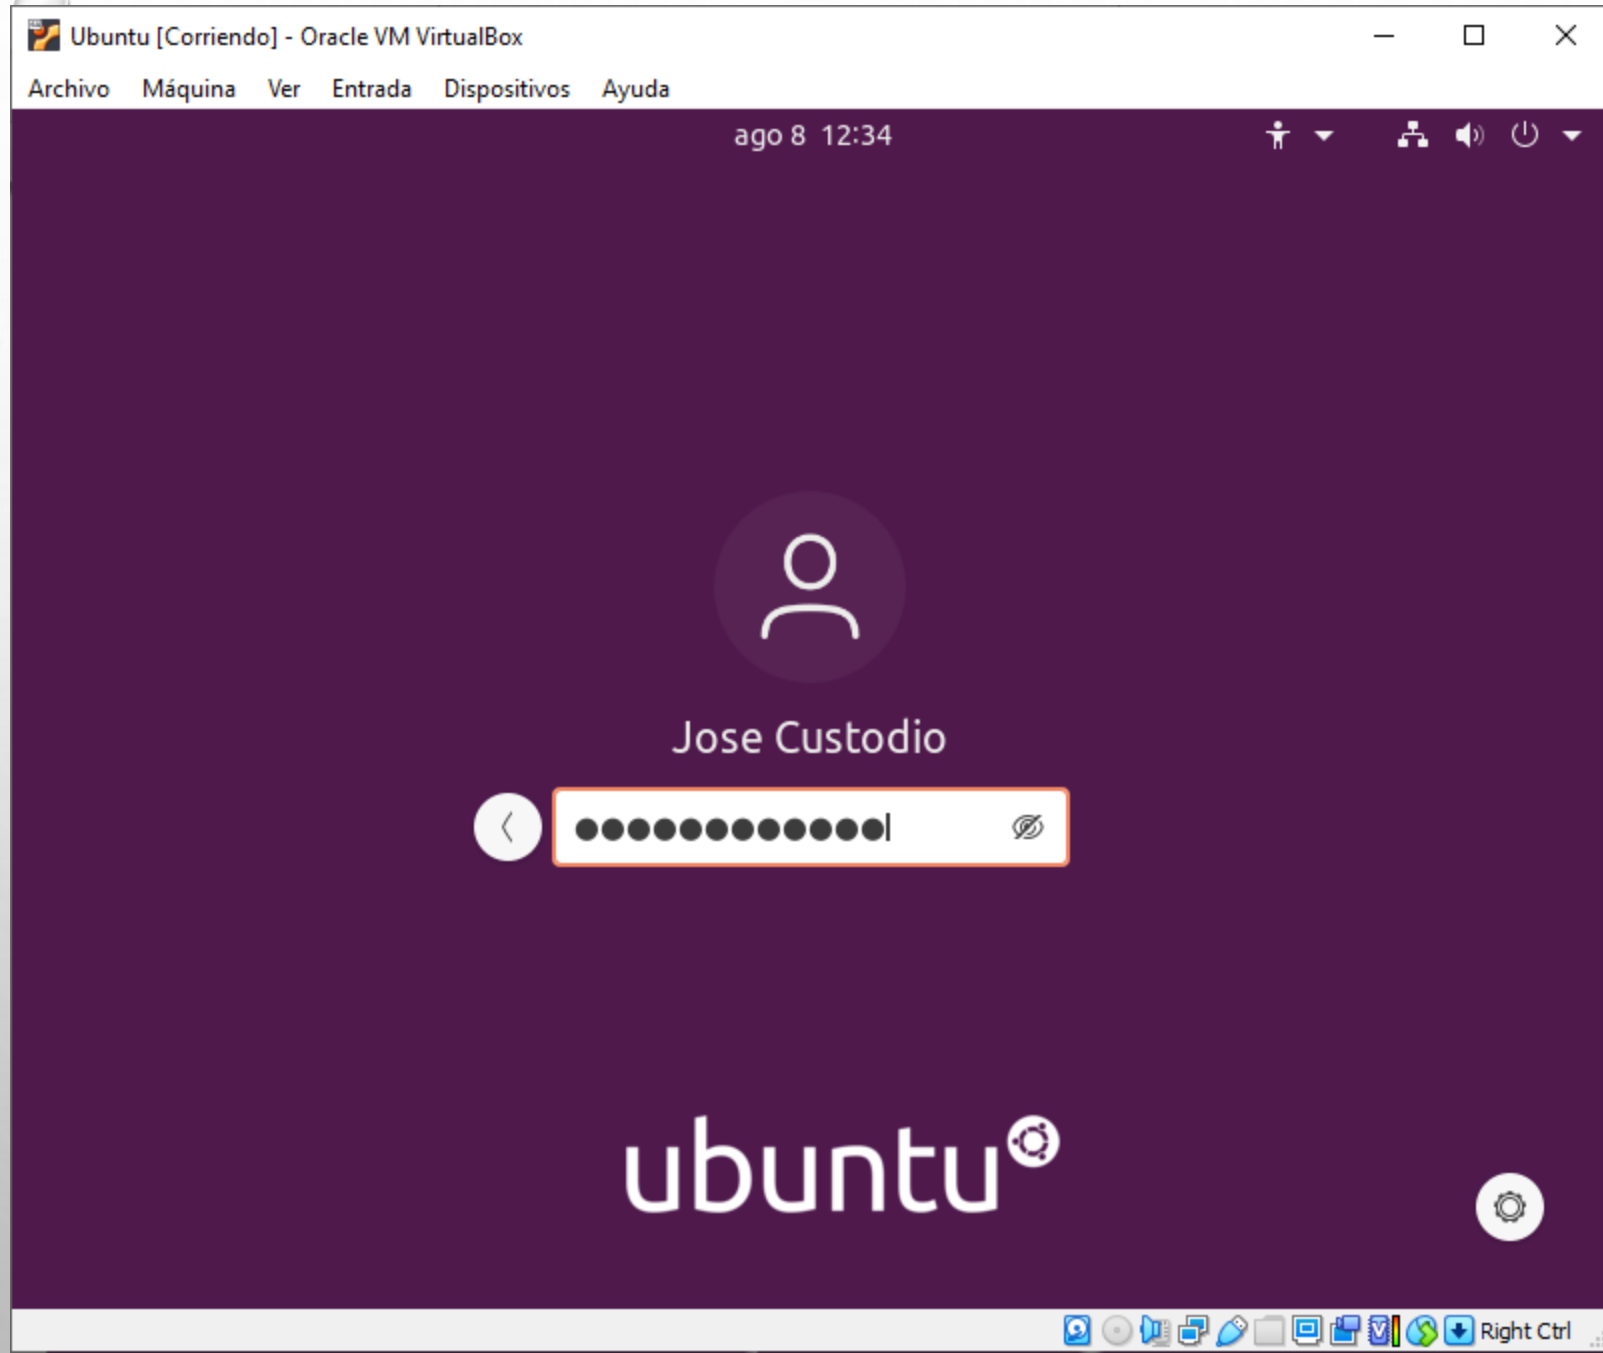 Ubuntu [Corriendo] - Oracle VM VirtualBox
Archivo Máquina Ver Entrada Dispositivos Ayuda
ago 8 12:34
Jose Custodio
ubuntu
Right Ctrl